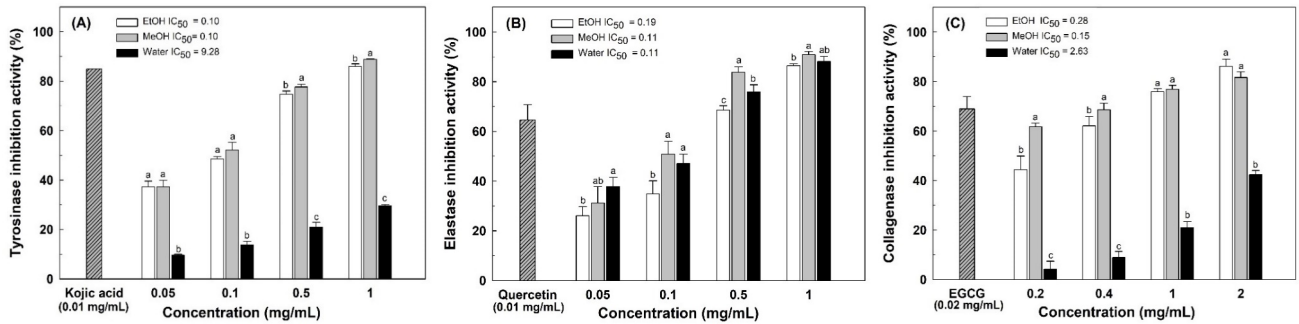 (A)
EtOH IC50 = 0.10
MeOH IC50= 0.10
Water IC50 = 9.28
Tyrosinase inhibition activity (%)
100
80
60
40
20
0
a a b
a a b
b a c
b a c
Kojic acid 0.05 0.1 0.5 1
(0.01 mg/mL) Concentration (mg/mL)
(B)
EtOH IC50 = 0.19
MeOH IC50 = 0.11
Water IC50 = 0.11
Elastase inhibition activity (%)
100
80
60
40
20
0
b ab a
b a a
c a b
b a ab
Quercetin 0.05 0.1 0.5 1
(0.01 mg/mL) Concentration (mg/mL)
(C)
EtOH IC50 = 0.28
MeOH IC50 = 0.15
Water IC50 = 2.63
Collagenase inhibition activity (%)
100
80
60
40
20
0
b a c
b a c
a a b
a a b
EGCG 0.2 0.4 1 2
(0.02 mg/mL) Concentration (mg/mL)